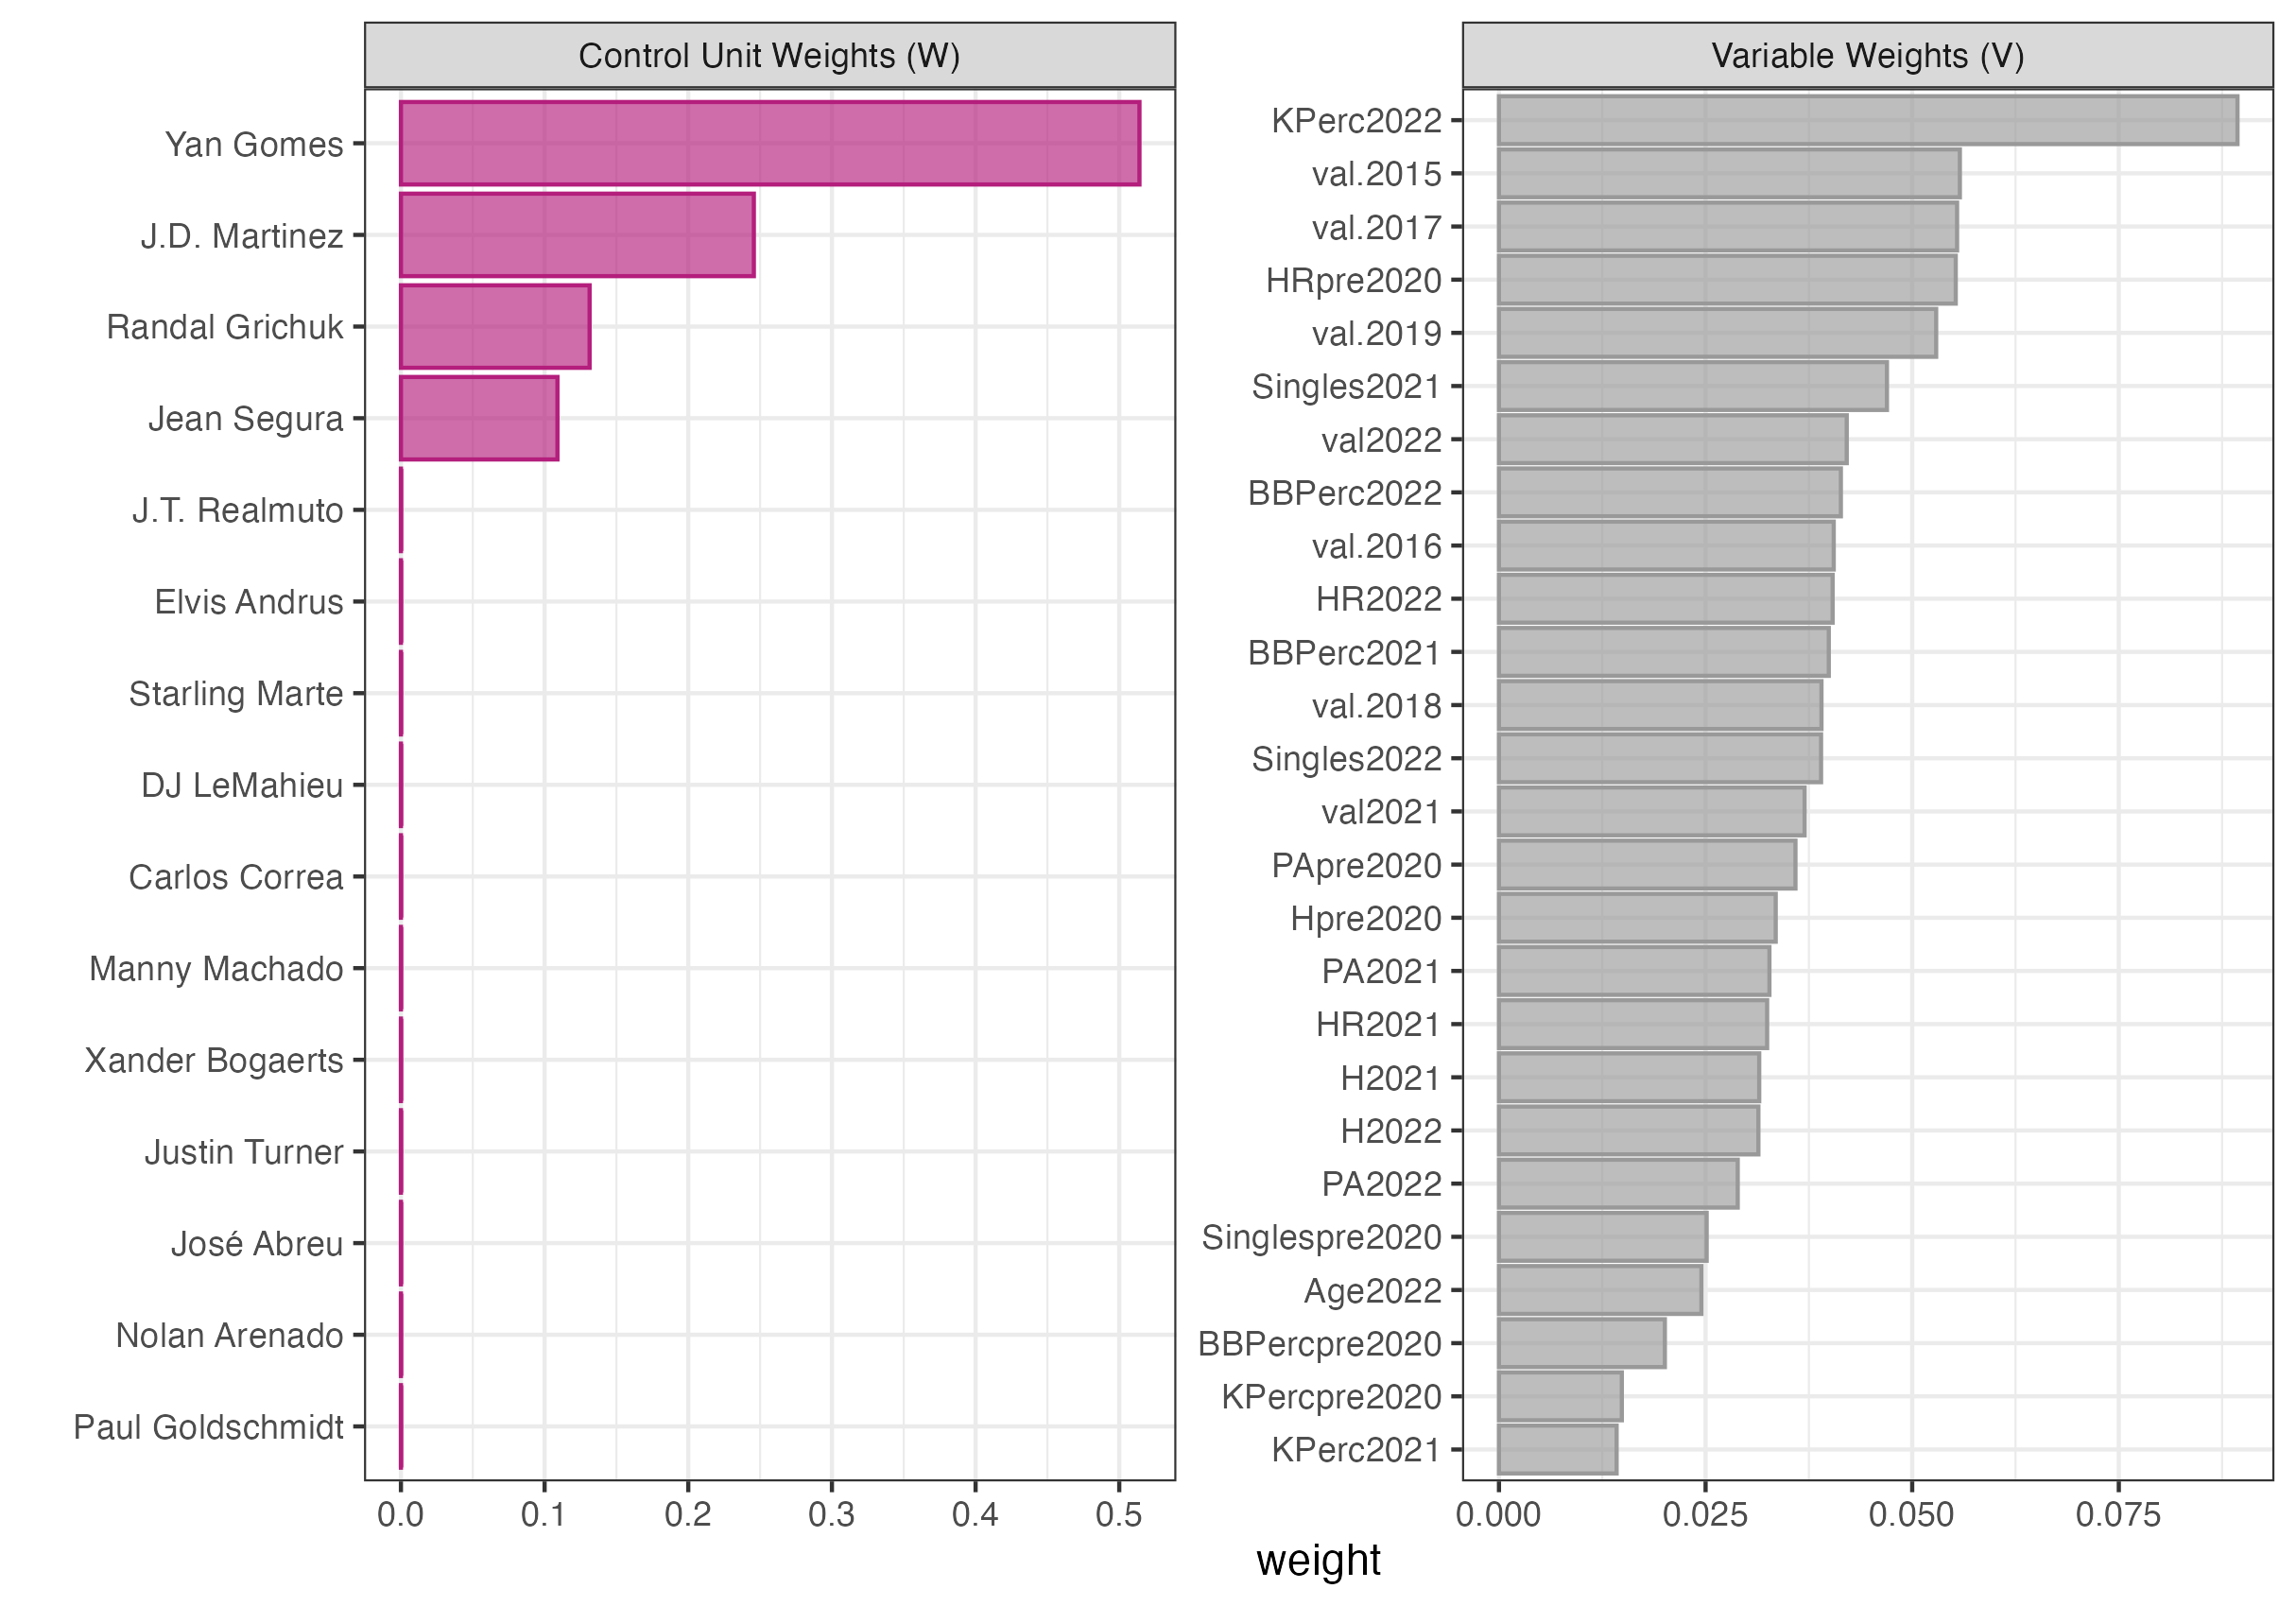 Control Unit Weights (W)
Yan Gomes
J.D. Martinez
Randal Grichuk
Jean Segura
J.T. Realmuto
Elvis Andrus
Starling Marte
DJ LeMahieu
Carlos Correa
Manny Machado
Xander Bogaerts
Justin Turner
José Abreu
Nolan Arenado
Paul Goldschmidt
0.0 0.1 0.2 0.3 0.4 0.5
Variable Weights (V)
KPerc2022
val.2015
val.2017
HRpre2020
val.2019
Singles2021
val2022
BBPerc2022
val.2016
HR2022
BBPerc2021
val.2018
Singles2022
val2021
PApre2020
Hpre2020
PA2021
HR2021
H2021
H2022
PA2022
Singlespre2020
Age2022
BBPercpre2020
KPercpre2020
KPerc2021
0.000 0.025 0.050 0.075
weight